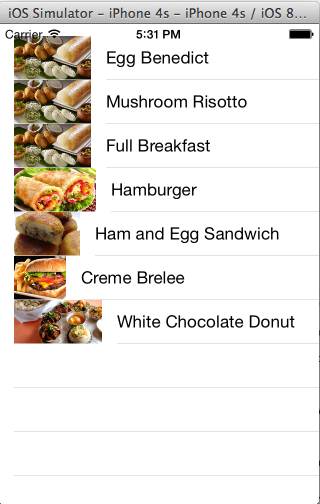 iOS Simulator - iPhone 4s - iPhone 4s / iOS 8...
Carrer 5:31 PM
Egg Benedict
Mushroom Risotto
Full Breakfast
Hamburger
Ham and Egg Sandwich
Creme Brelee
White Chocolate Donut